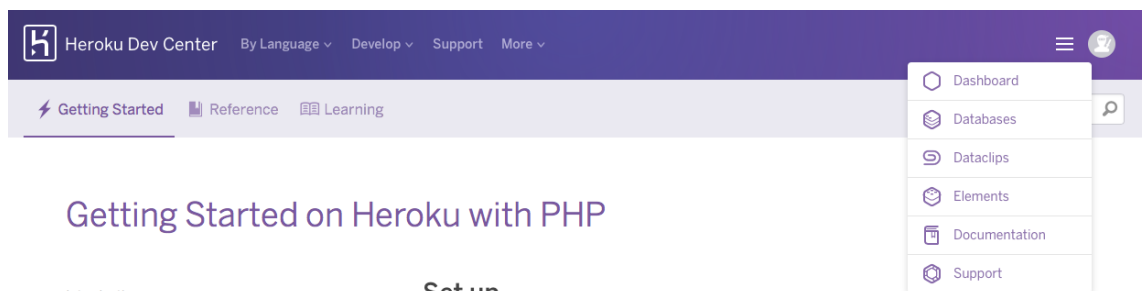 Heroku Dev Center By Language Develop Support More
Getting Started Reference Learning
Dashboard
Databases
Dataclips
Elements
Documentation
Support
Getting Started on Heroku with PHP
Set up